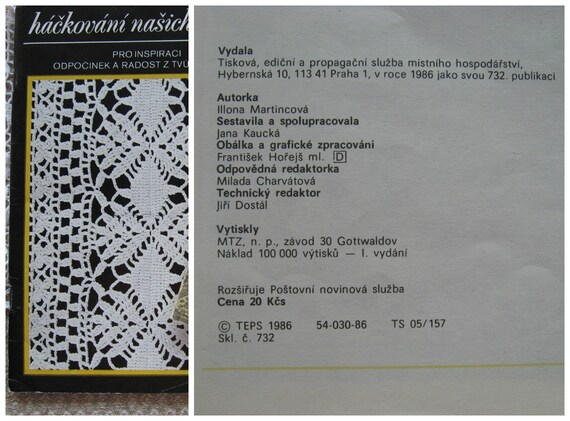 háčkování našich
PRO INSPIRACI
ODPOČINEK A RADOST Z
Vydala
Tisková, ediční a propagační služba místního hospodářství,
Hybernská 10, 113 41 Praha 1, v roce 1986 jako svou 732. publikaci
Autorka
Illona Martincová
Sestavila a spolupracovala
Jana Kaucká
Obálka a grafické zpracování
František Hořejš ml. D
Odpovědná redaktorka
Milada Charvátová
Technický redaktor
Jiří Dostál
Vytiskly
MTZ, n. p., závod 30 Gottwaldov
Náklad 100 000 výtisků — I. vydání
Rozšiřuje Poštovní novinová služba
Cena 20 Kčs
© TEPS 1986 54-030-86 TS 05/157
Skl. č. 732